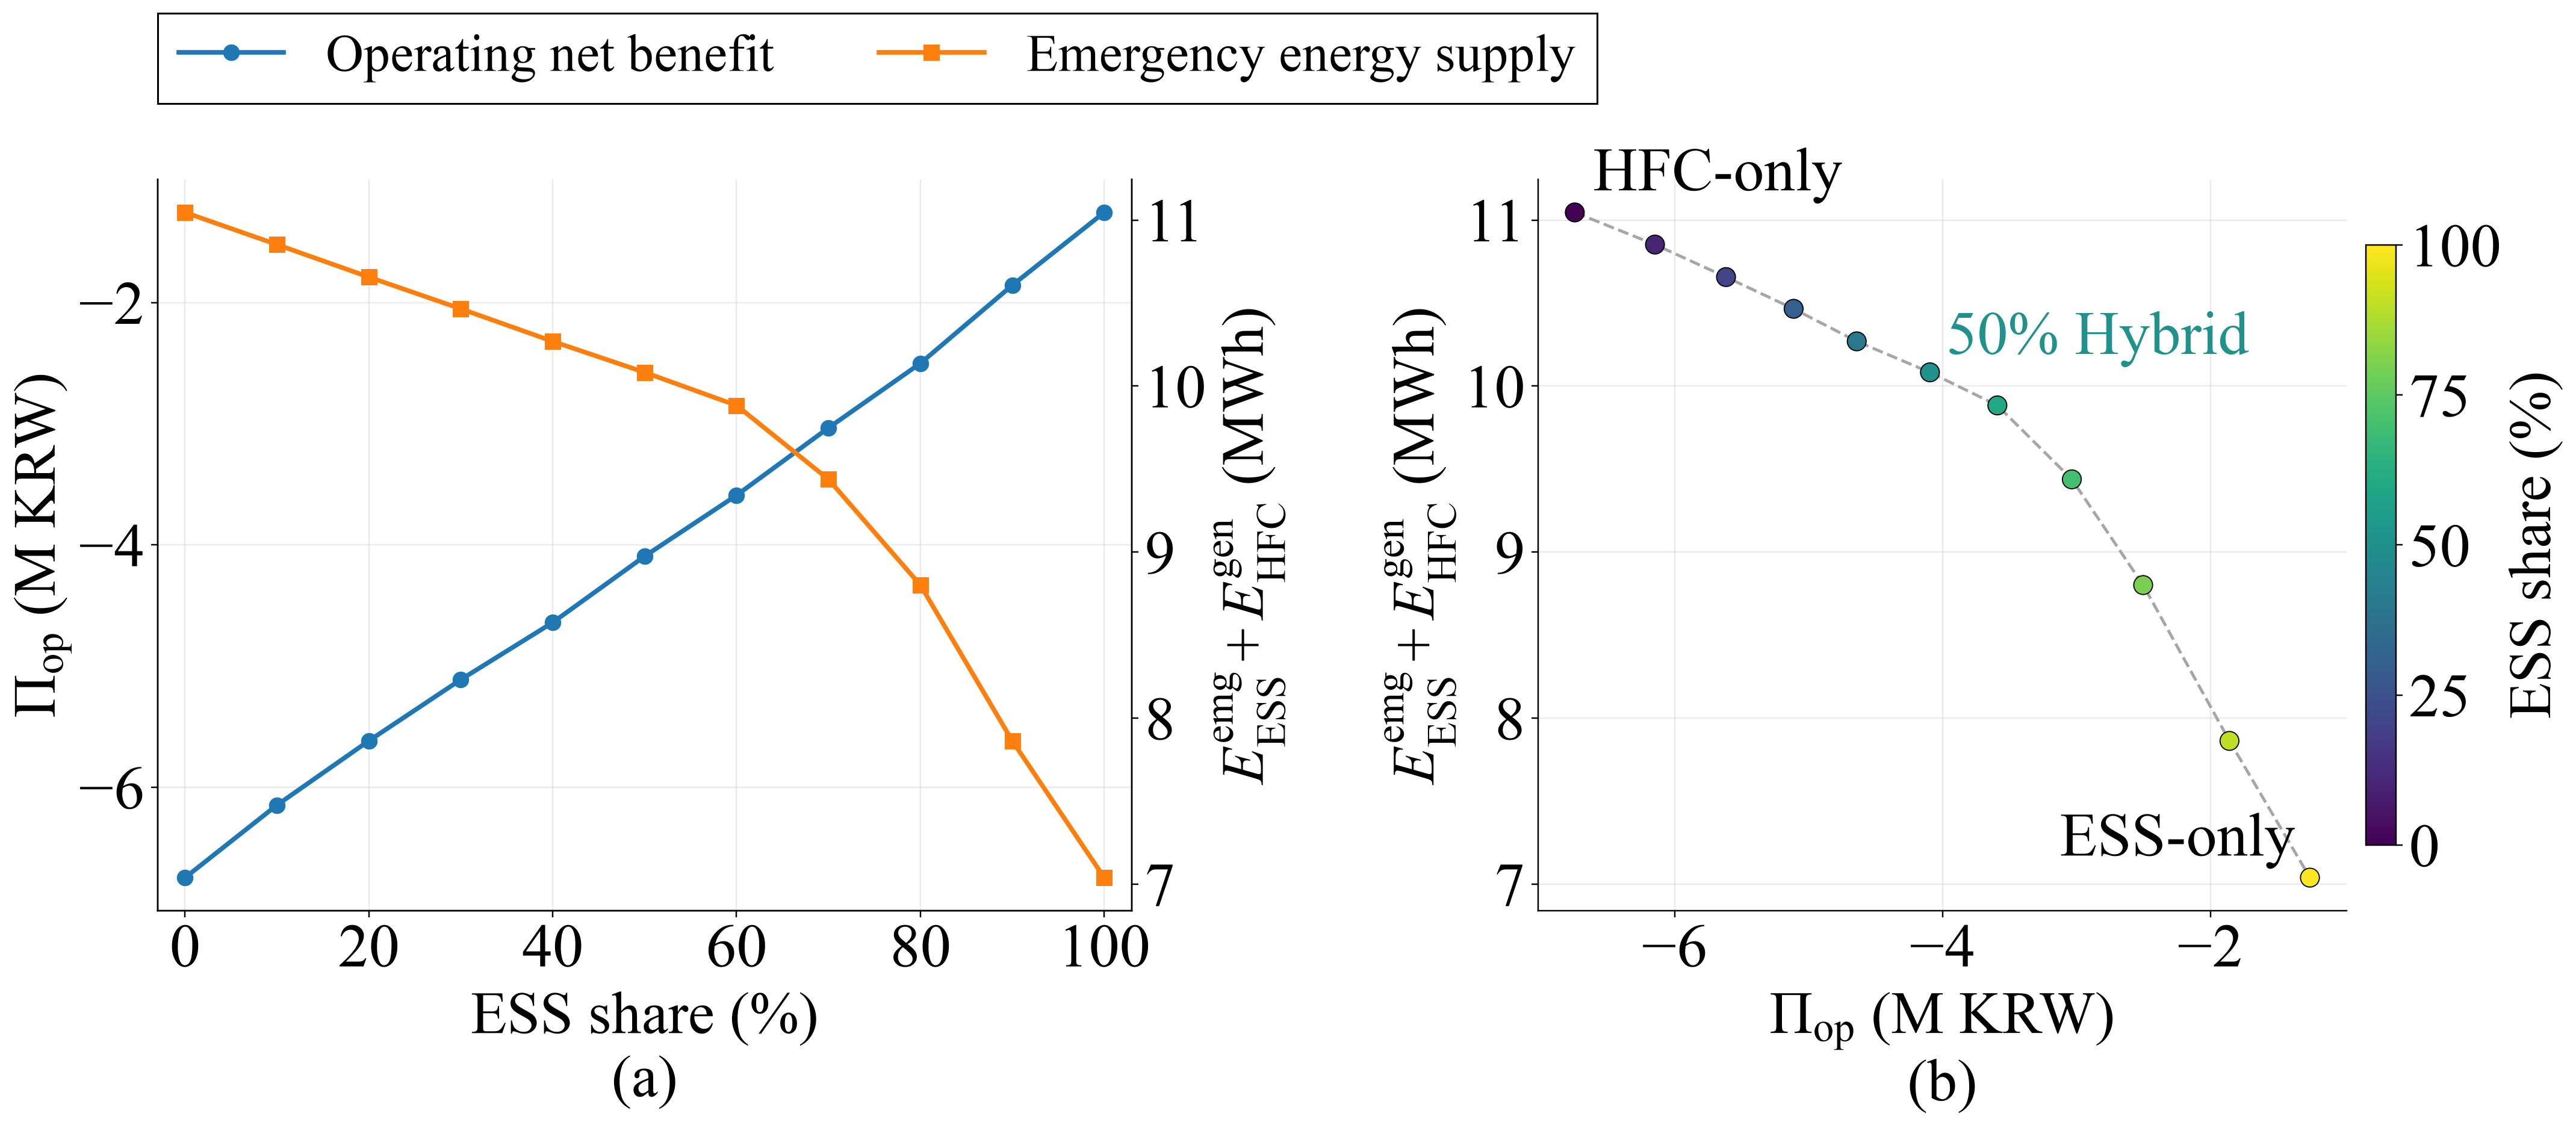 Operating net benefit
Emergency energy supply
Π_op (M KRW)
−2
−4
−6
11
10
9
8
7
E_ESS^emg + E_HFC^gen (MWh)
0 20 40 60 80 100
ESS share (%)
(a)
E_ESS^emg + E_HFC^gen (MWh)
11
10
9
8
7
HFC-only
50% Hybrid
ESS-only
−6 −4 −2
Π_op (M KRW)
(b)
100
75
50
25
0
ESS share (%)